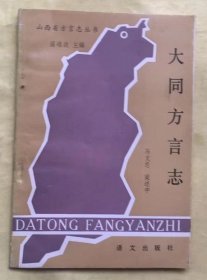 山西省方言志丛书
温端政 主编
大同方言志
马文忠 梁述中
DATONG FANGYANZHI
语文出版社